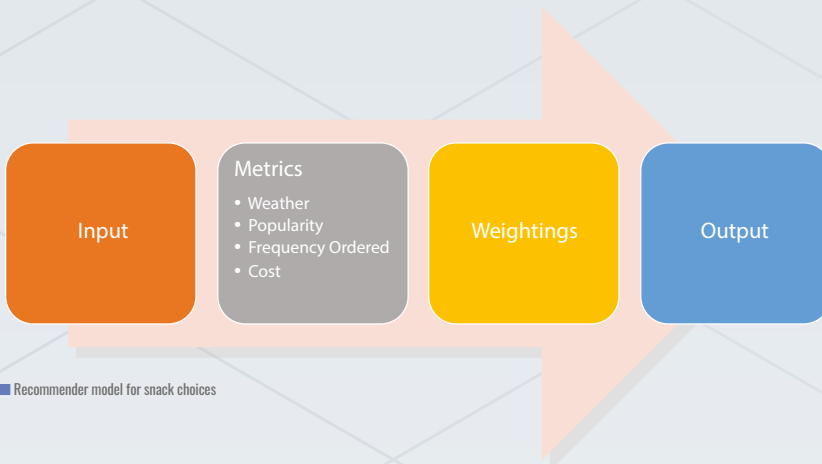 Input
Metrics
• Weather
• Popularity
• Frequency Ordered
• Cost
Weightings
Output
Recommender model for snack choices